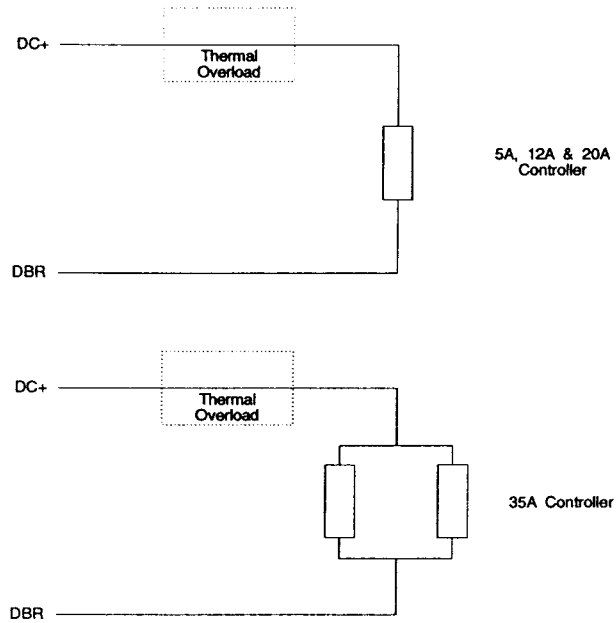 DC+
Thermal
Overload
5A, 12A & 20A
Controller
DBR
DC+
Thermal
Overload
35A Controller
DBR